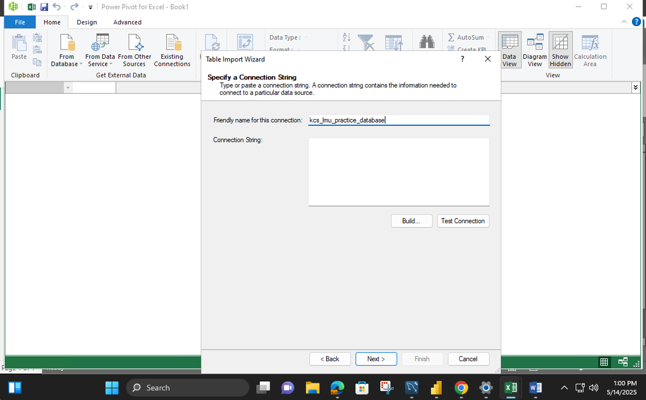 Power Pivot for Excel - Book1
File
Home
Design
Advanced
Paste
From Database
From Data Service
From Other Sources
Existing Connections
Data Type :
Format :
AutoSum
Create KPI
Data View
Diagram View
Show Hidden
Calculation Area
Clipboard
Get External Data
View
Table Import Wizard
?
Specify a Connection String
Type or paste a connection string. A connection string contains the information needed to
connect to a particular data source.
Friendly name for this connection:
kcs_lmu_practice_database
Connection String:
Build...
Test Connection
< Back
Next >
Finish
Cancel
Search
1:00 PM
5/14/2025